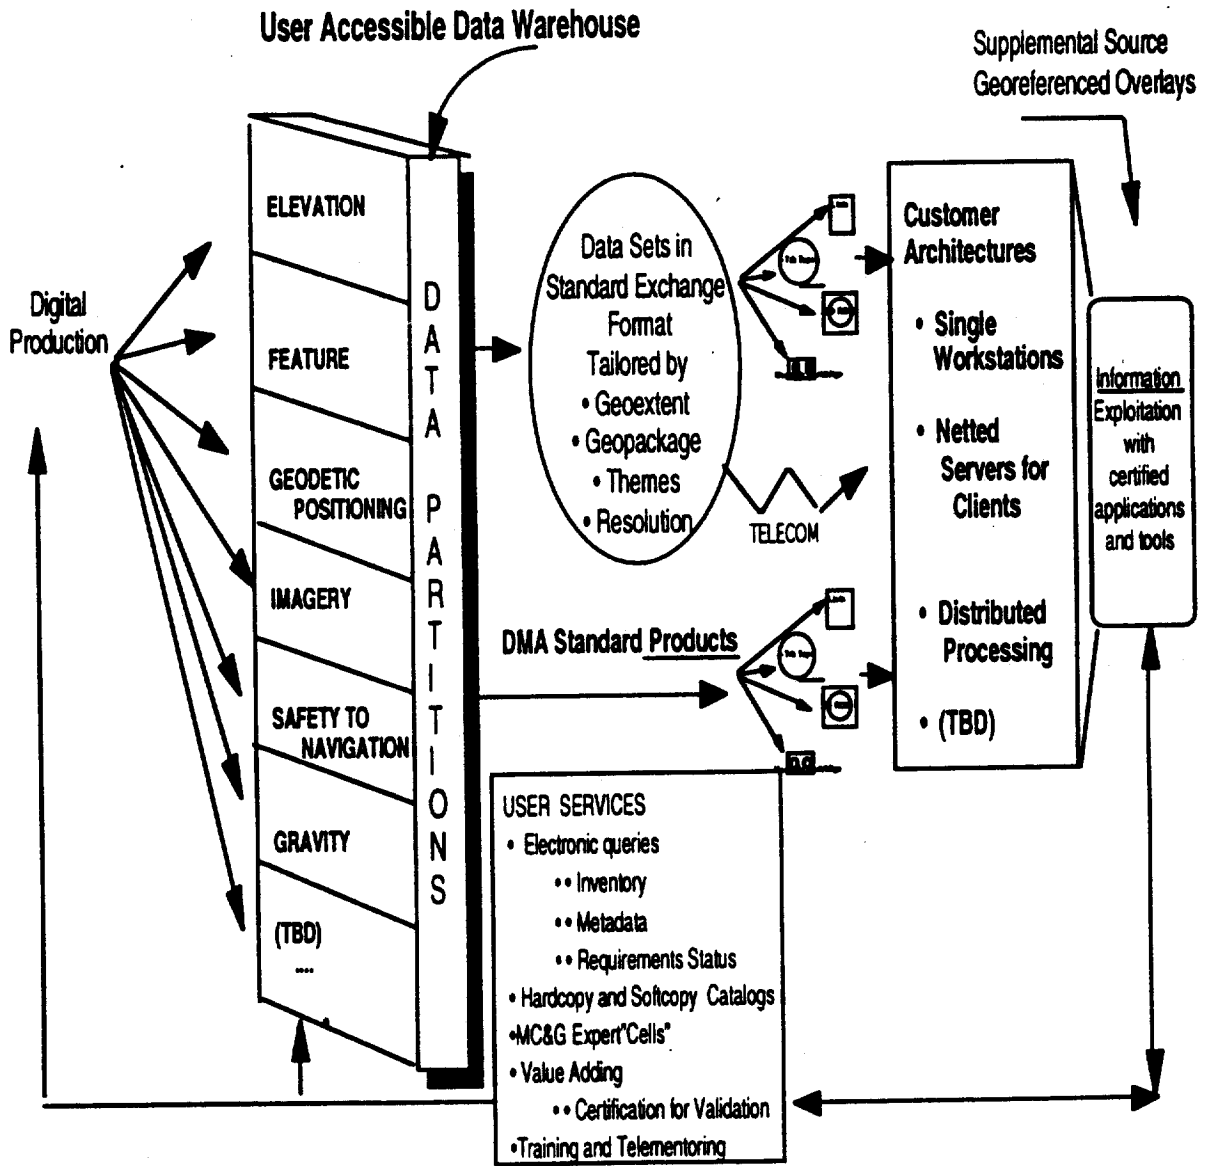 User Accessible Data Warehouse
Supplemental Source
Georeferenced Overlays
Digital
Production
ELEVATION
FEATURE
GEODETIC
POSITIONING
IMAGERY
SAFETY TO
NAVIGATION
GRAVITY
(TBD)
....
DATA PARTITIONS
Data Sets in
Standard Exchange
Format
Tailored by
• Geoextent
• Geopackage
• Themes
• Resolution
TELECOM
DMA Standard Products
Customer
Architectures
• Single
Workstations
• Netted
Servers for
Clients
• Distributed
Processing
• (TBD)
Information
Exploitation
with
certified
applications
and tools
USER SERVICES
• Electronic queries
•• Inventory
•• Metadata
•• Requirements Status
• Hardcopy and Softcopy Catalogs
•MC&G Expert"Cells"
• Value Adding
•• Certification for Validation
•Training and Telementoring